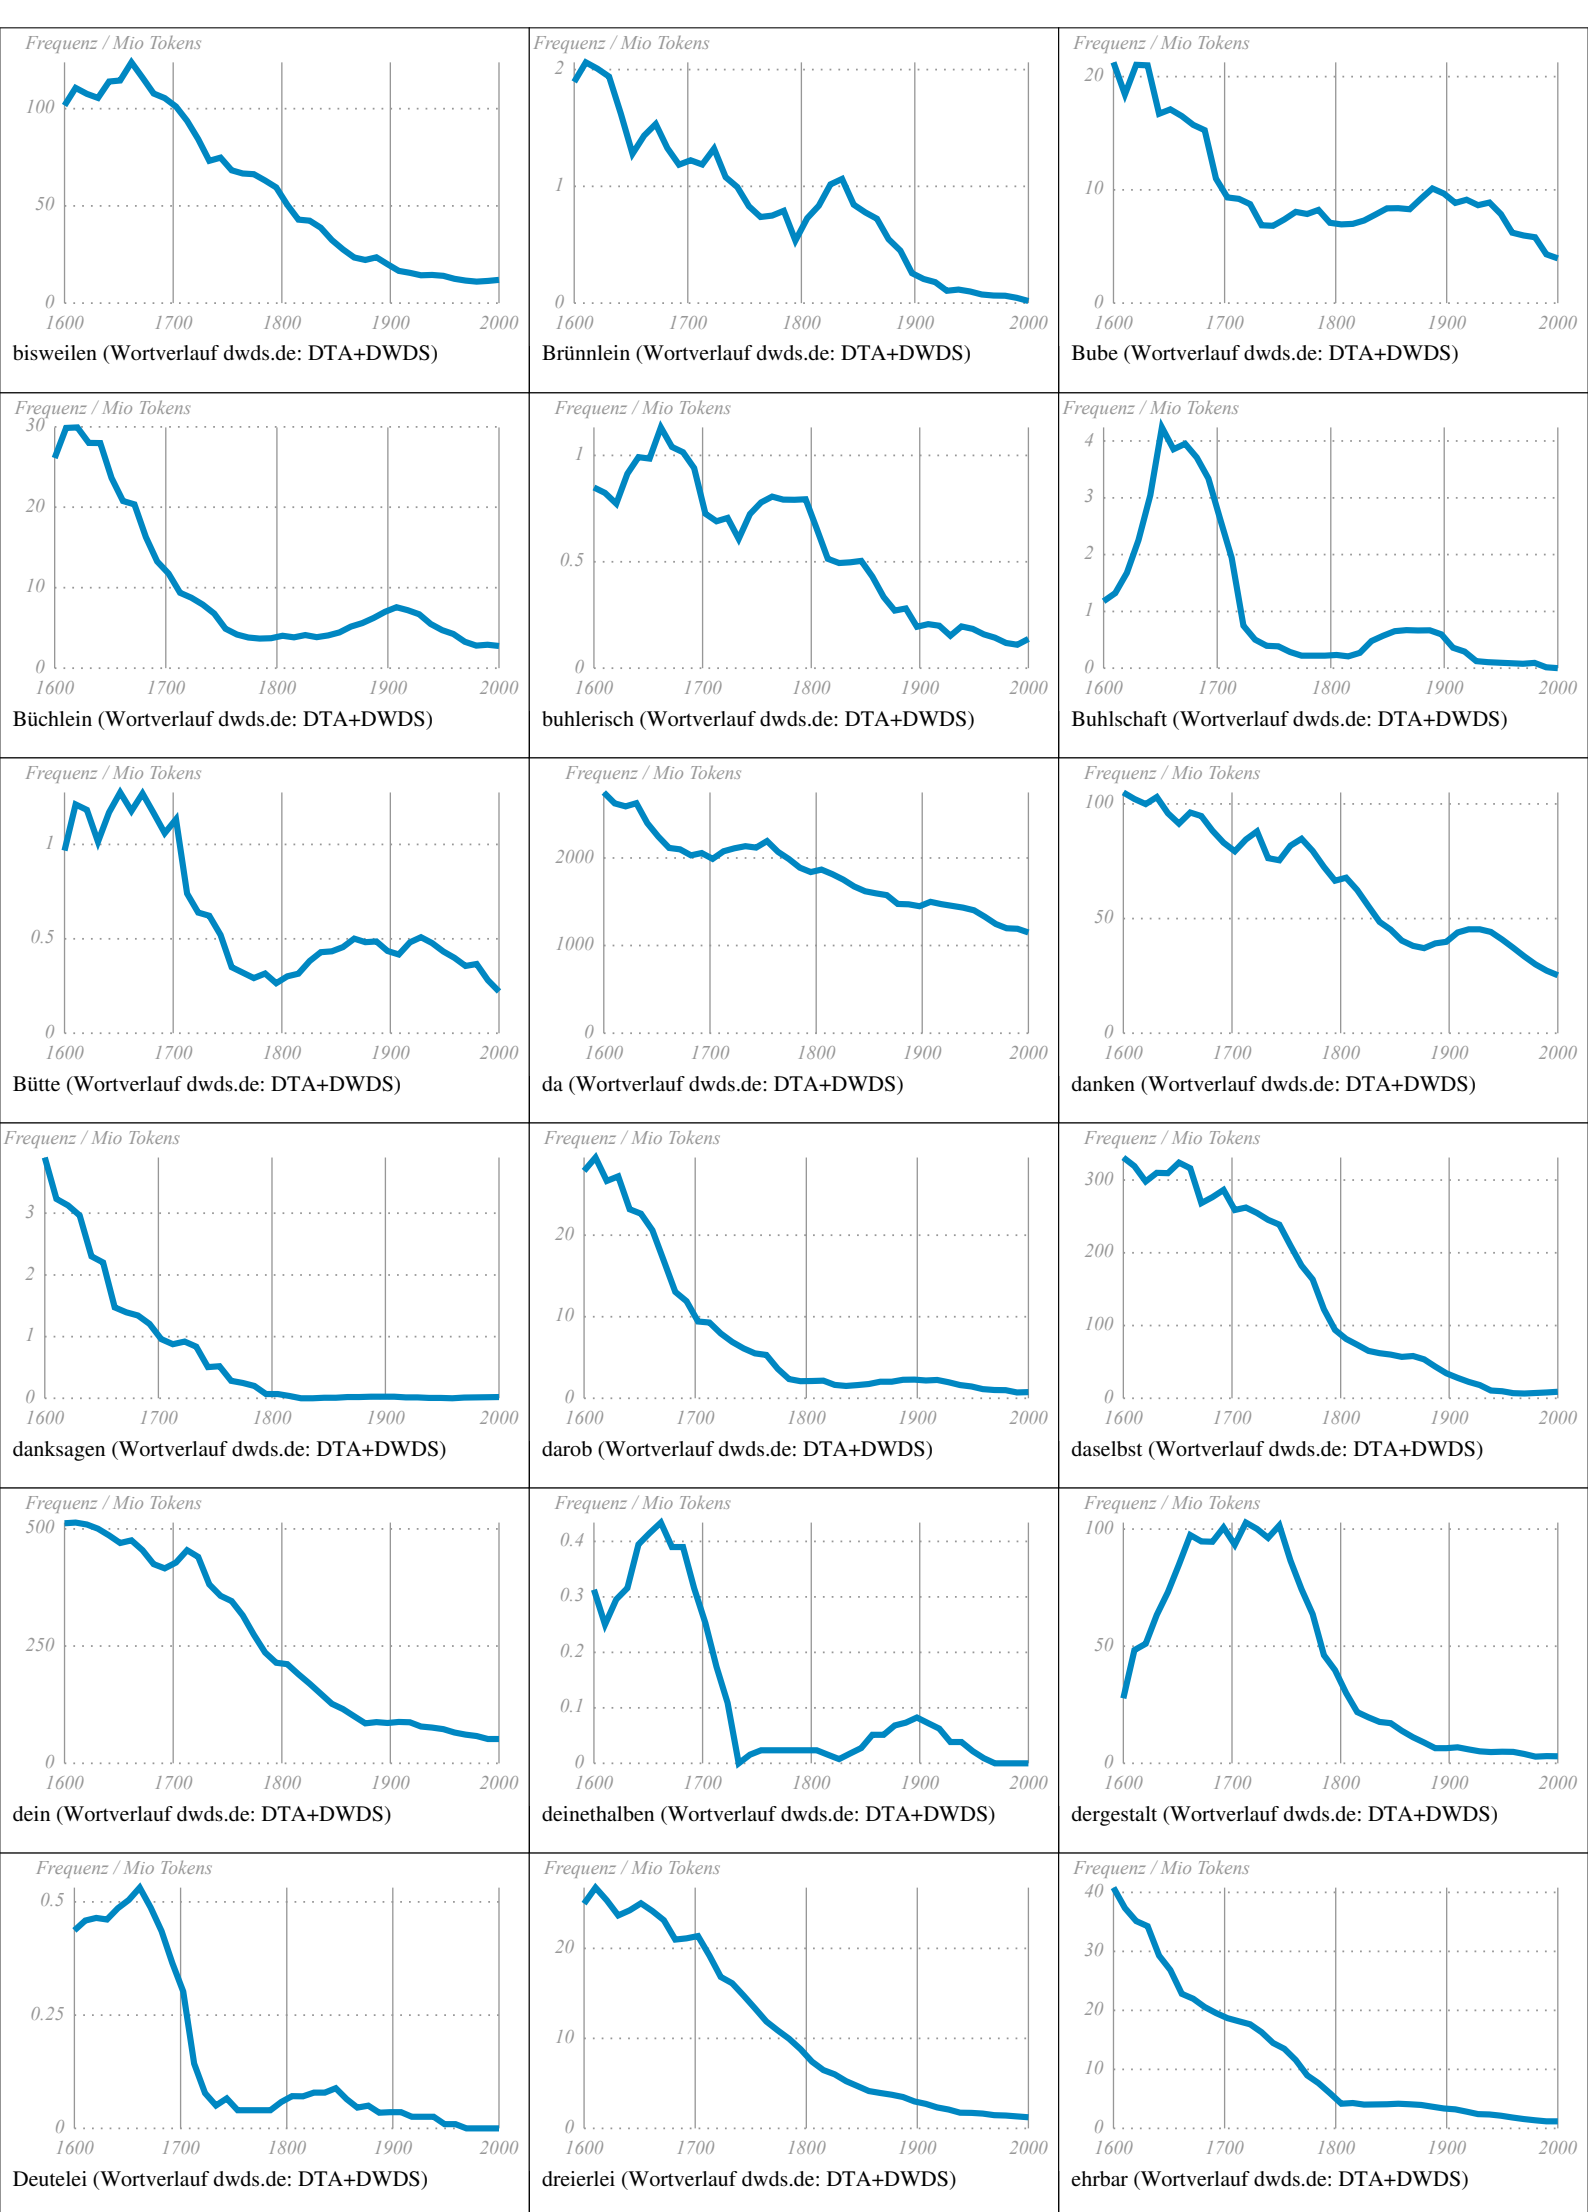 Frequenz / Mio Tokens
100
50
0
1600 1700 1800 1900 2000
bisweilen (Wortverlauf dwds.de: DTA+DWDS)
Frequenz / Mio Tokens
2
1
0
1600 1700 1800 1900 2000
Brünnlein (Wortverlauf dwds.de: DTA+DWDS)
Frequenz / Mio Tokens
20
10
0
1600 1700 1800 1900 2000
Bube (Wortverlauf dwds.de: DTA+DWDS)
Frequenz / Mio Tokens
30
20
10
0
1600 1700 1800 1900 2000
Büchlein (Wortverlauf dwds.de: DTA+DWDS)
Frequenz / Mio Tokens
1
0.5
0
1600 1700 1800 1900 2000
buhlerisch (Wortverlauf dwds.de: DTA+DWDS)
Frequenz / Mio Tokens
4
3
2
1
0
1600 1700 1800 1900 2000
Buhlschaft (Wortverlauf dwds.de: DTA+DWDS)
Frequenz / Mio Tokens
1
0.5
0
1600 1700 1800 1900 2000
Bütte (Wortverlauf dwds.de: DTA+DWDS)
Frequenz / Mio Tokens
2000
1000
0
1600 1700 1800 1900 2000
da (Wortverlauf dwds.de: DTA+DWDS)
Frequenz / Mio Tokens
100
50
0
1600 1700 1800 1900 2000
danken (Wortverlauf dwds.de: DTA+DWDS)
Frequenz / Mio Tokens
3
2
1
0
1600 1700 1800 1900 2000
danksagen (Wortverlauf dwds.de: DTA+DWDS)
Frequenz / Mio Tokens
20
10
0
1600 1700 1800 1900 2000
darob (Wortverlauf dwds.de: DTA+DWDS)
Frequenz / Mio Tokens
300
200
100
0
1600 1700 1800 1900 2000
daselbst (Wortverlauf dwds.de: DTA+DWDS)
Frequenz / Mio Tokens
500
250
0
1600 1700 1800 1900 2000
dein (Wortverlauf dwds.de: DTA+DWDS)
Frequenz / Mio Tokens
0.4
0.3
0.2
0.1
0
1600 1700 1800 1900 2000
deinethalben (Wortverlauf dwds.de: DTA+DWDS)
Frequenz / Mio Tokens
100
50
0
1600 1700 1800 1900 2000
dergestalt (Wortverlauf dwds.de: DTA+DWDS)
Frequenz / Mio Tokens
0.5
0.25
0
1600 1700 1800 1900 2000
Deutelei (Wortverlauf dwds.de: DTA+DWDS)
Frequenz / Mio Tokens
20
10
0
1600 1700 1800 1900 2000
dreierlei (Wortverlauf dwds.de: DTA+DWDS)
Frequenz / Mio Tokens
40
30
20
10
0
1600 1700 1800 1900 2000
ehrbar (Wortverlauf dwds.de: DTA+DWDS)